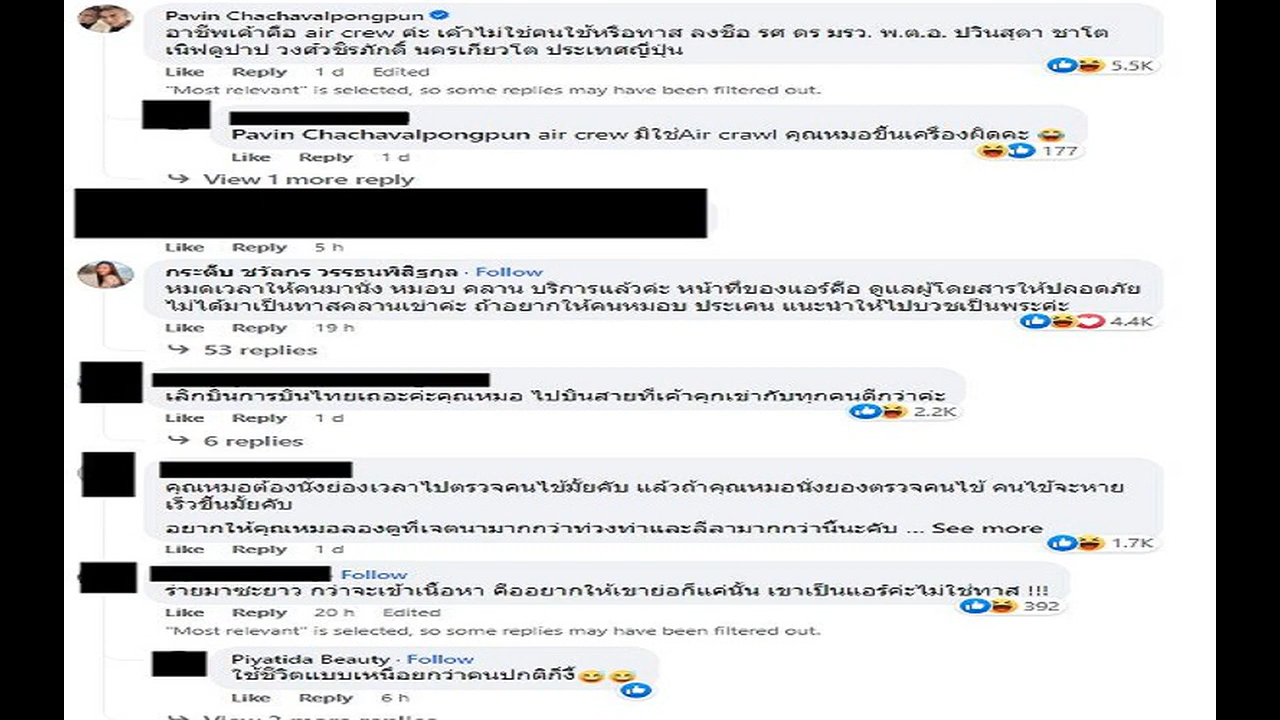 Pavin Chachavalpongpun
อาชีพเค้าคือ air crew ค่ะ เค้าไม่ใช่คนใช้หรือทาส ลงชื่อ รศ ดร มรว. พ.ต.อ. ปวินสุดา ชาโต
เนิฟดูปาป วงศ์วชิรภักดิ์ นครเกียวโต ประเทศญี่ปุ่น
5.5K
Like Reply 1 d Edited
"Most relevant" is selected, so some replies may have been filtered out.
Pavin Chachavalpongpun air crew มิใช่Air crawl คุณหมอขึ้นเครื่องผิดคะ 😂
177
Like Reply 1 d
View 1 more reply
Like Reply 5 h
กระติ๊บ ชวัลกร วรรธนพิสิฐกุล · Follow
หมดเวลาให้คนมานั่ง หมอบ คลาน บริการแล้วค่ะ หน้าที่ของแอร์คือ ดูแลผู้โดยสารให้ปลอดภัย
ไม่ได้มาเป็นทาสคลานเข่าค่ะ ถ้าอยากให้คนหมอบ ประเคน แนะนำให้ไปบวชเป็นพระค่ะ
4.4K
Like Reply 19 h
53 replies
เลิกบินการบินไทยเถอะค่ะคุณหมอ ไปบินสายที่เค้าคุกเข่ากับทุกคนดีกว่าค่ะ
2.2K
Like Reply 1 d
6 replies
คุณหมอต้องนั่งย่องเวลาไปตรวจคนไข้มั้ยคับ แล้วถ้าคุณหมอนั่งยองตรวจคนไข้ คนไข้จะหาย
เร็วขึ้นมั้ยคับ
อยากให้คุณหมอลองดูที่เจตนามากกว่าท่วงท่าและลีลามากกว่านี้นะคับ ... See more
1.7K
Like Reply 1 d
Follow
ร่ายมาซะยาว กว่าจะเข้าเนื้อหา คืออยากให้เขาย่อก็แค่นั้น เขาเป็นแอร์ค่ะไม่ใช่ทาส !!!
392
Like Reply 20 h Edited
"Most relevant" is selected, so some replies may have been filtered out.
Piyatida Beauty · Follow
ใช้ชีวิตแบบเหนือยกว่าคนปกติก็งี้😅 😅
Like Reply 6 h
View 2 more replies